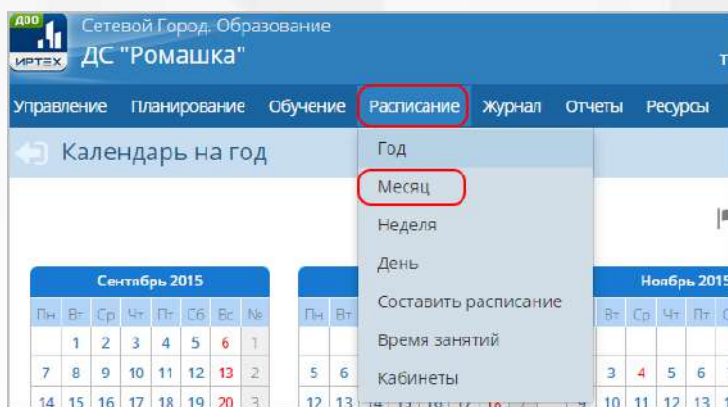 ДОО
ИРТЕХ
Сетевой Город. Образование
ДС "Ромашка"
Управление Планирование Обучение Расписание Журнал Отчеты Ресурсы
Календарь на год
Год
Месяц
Неделя
День
Составить расписание
Время занятий
Кабинеты
Сентябрь 2015
Пн Вт Ср Чт Пт Сб Вс №
1 2 3 4 5 6 1
7 8 9 10 11 12 13 2
14 15 16 17 18 19 20 3
Пн Вт
5 6
12 13
Ноябрь 2015
Вт Ср Чт Пт
3 4 5 6
9 10 11 12 13